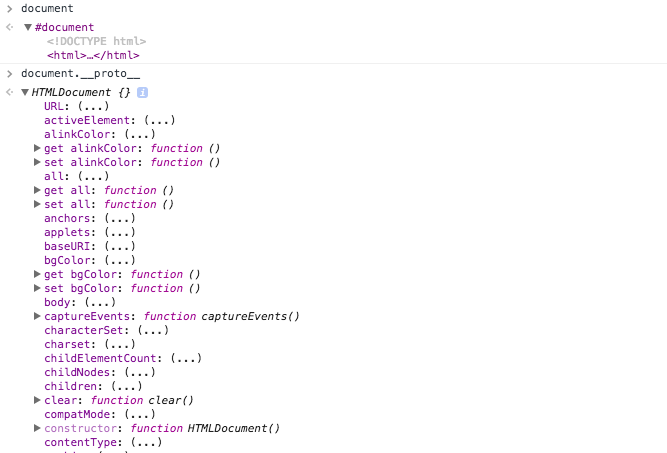 document
#document
<!DOCTYPE html>
<html>…</html>
document.__proto__
HTMLDocument {} i
URL: (...)
activeElement: (...)
alinkColor: (...)
get alinkColor: function ()
set alinkColor: function ()
all: (...)
get all: function ()
set all: function ()
anchors: (...)
applets: (...)
baseURI: (...)
bgColor: (...)
get bgColor: function ()
set bgColor: function ()
body: (...)
captureEvents: function captureEvents()
characterSet: (...)
charset: (...)
childElementCount: (...)
childNodes: (...)
children: (...)
clear: function clear()
compatMode: (...)
constructor: function HTMLDocument()
contentType: (...)